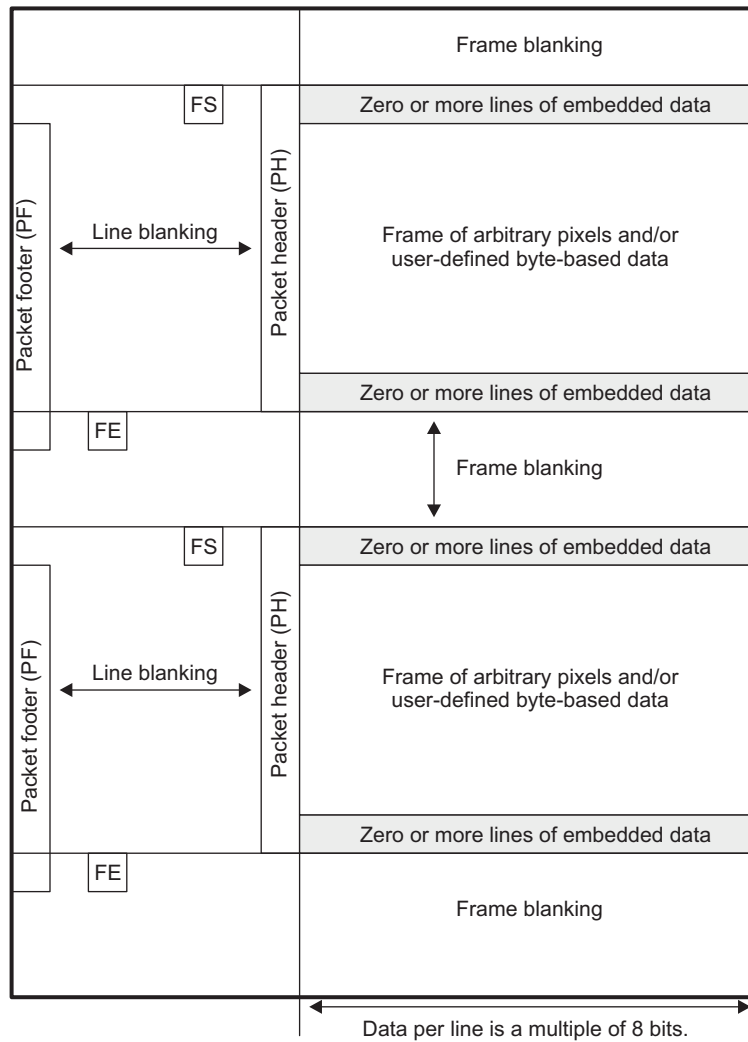 Frame blanking
FS
Zero or more lines of embedded data
Packet footer (PF)
Line blanking
Packet header (PH)
Frame of arbitrary pixels and/or
user-defined byte-based data
Zero or more lines of embedded data
FE
Frame blanking
FS
Zero or more lines of embedded data
Packet footer (PF)
Line blanking
Packet header (PH)
Frame of arbitrary pixels and/or
user-defined byte-based data
Zero or more lines of embedded data
FE
Frame blanking
Data per line is a multiple of 8 bits.